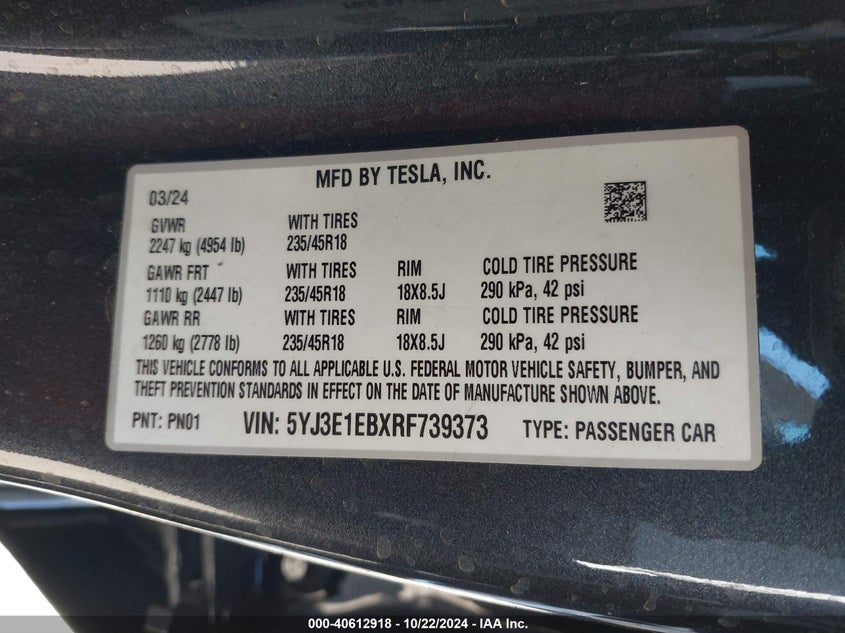 MFD BY TESLA, INC.
03/24
GVWR WITH TIRES
2247 kg (4954 lb) 235/45R18
GAWR FRT WITH TIRES RIM COLD TIRE PRESSURE
1110 kg (2447 lb) 235/45R18 18X8.5J 290 kPa, 42 psi
GAWR RR WITH TIRES RIM COLD TIRE PRESSURE
1260 kg (2778 lb) 235/45R18 18X8.5J 290 kPa, 42 psi
THIS VEHICLE CONFORMS TO ALL APPLICABLE U.S. FEDERAL MOTOR VEHICLE SAFETY, BUMPER, AND
THEFT PREVENTION STANDARDS IN EFFECT ON THE DATE OF MANUFACTURE SHOWN ABOVE.
PNT: PN01 VIN: 5YJ3E1EBXRF739373 TYPE: PASSENGER CAR
000-40612918 - 10/22/2024 - IAA Inc.